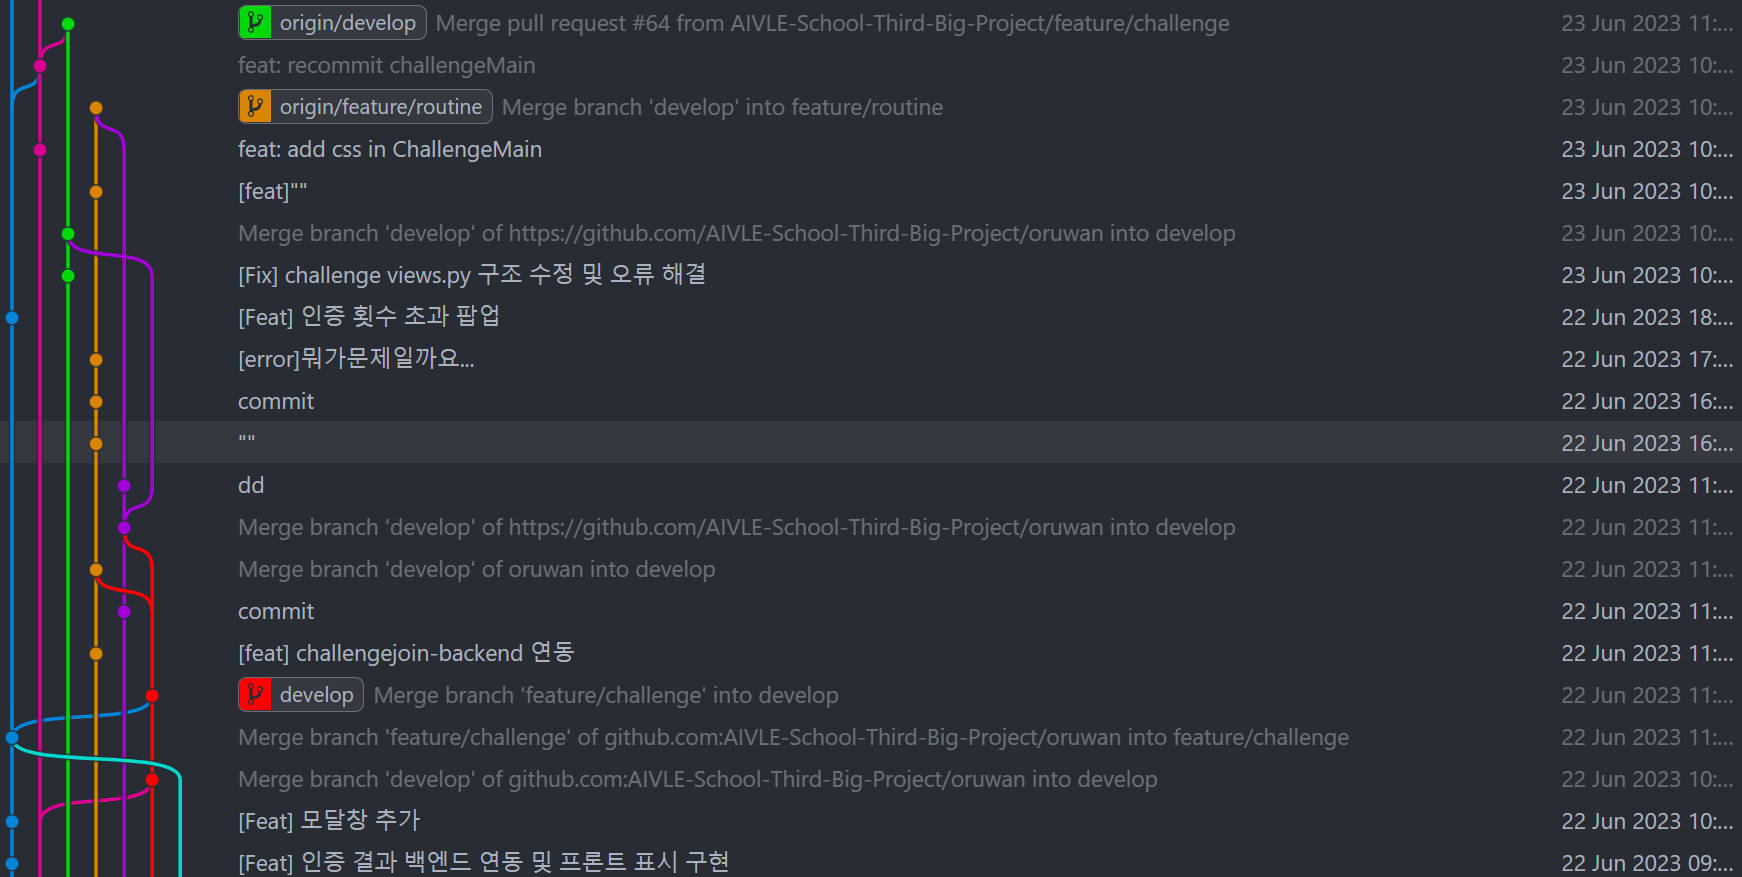 origin/develop Merge pull request #64 from AIVLE-School-Third-Big-Project/feature/challenge 23 Jun 2023 11:...
feat: recommit challengeMain 23 Jun 2023 10:...
origin/feature/routine Merge branch 'develop' into feature/routine 23 Jun 2023 10:...
feat: add css in ChallengeMain 23 Jun 2023 10:...
[feat]"" 23 Jun 2023 10:...
Merge branch 'develop' of https://github.com/AIVLE-School-Third-Big-Project/oruwan into develop 23 Jun 2023 10:...
[Fix] challenge views.py 구조 수정 및 오류 해결 23 Jun 2023 10:...
[Feat] 인증 횟수 초과 팝업 22 Jun 2023 18:...
[error]뭐가문제일까요... 22 Jun 2023 17:...
commit 22 Jun 2023 16:...
"" 22 Jun 2023 16:...
dd 22 Jun 2023 11:...
Merge branch 'develop' of https://github.com/AIVLE-School-Third-Big-Project/oruwan into develop 22 Jun 2023 11:...
Merge branch 'develop' of oruwan into develop 22 Jun 2023 11:...
commit 22 Jun 2023 11:...
[feat] challengejoin-backend 연동 22 Jun 2023 11:...
develop Merge branch 'feature/challenge' into develop 22 Jun 2023 11:...
Merge branch 'feature/challenge' of github.com:AIVLE-School-Third-Big-Project/oruwan into feature/challenge 22 Jun 2023 11:...
Merge branch 'develop' of github.com:AIVLE-School-Third-Big-Project/oruwan into develop 22 Jun 2023 10:...
[Feat] 모달창 추가 22 Jun 2023 10:...
[Feat] 인증 결과 백엔드 연동 및 프론트 표시 구현 22 Jun 2023 09:...